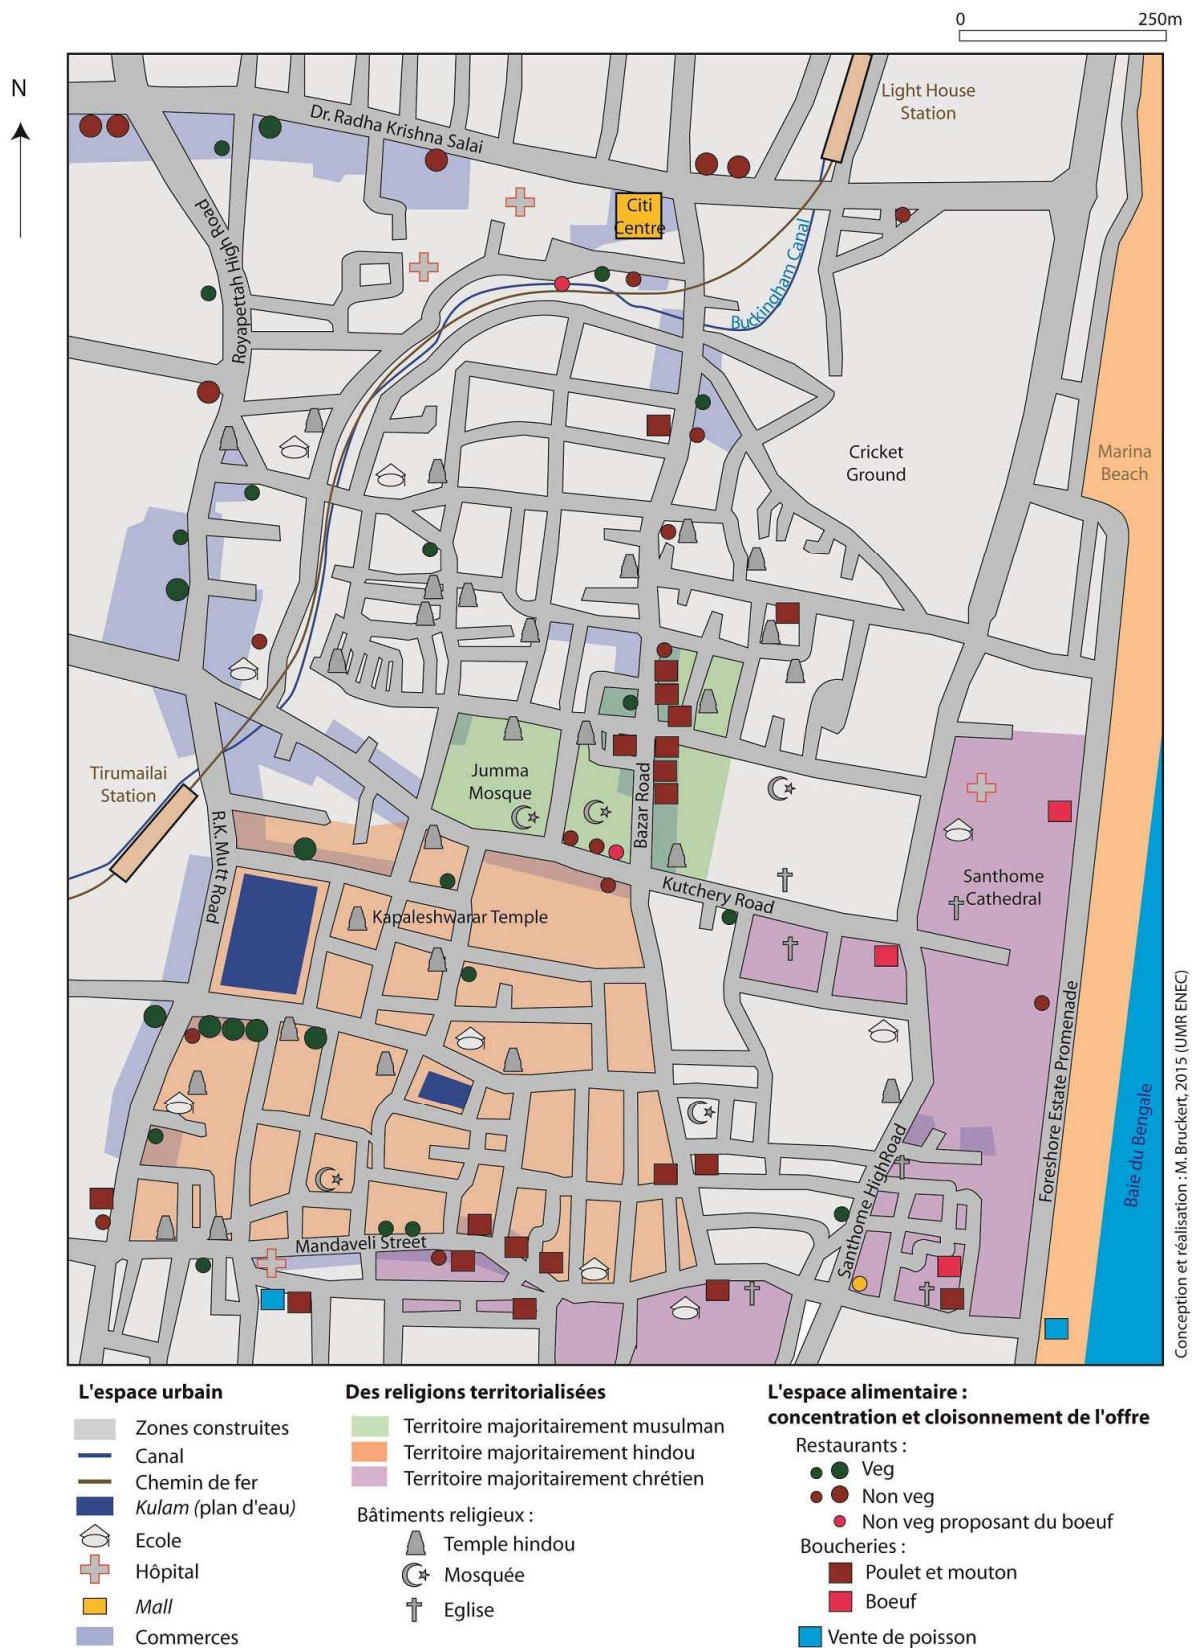 0 250m
N
Light House
Station
Dr. Radha Krishna Salai
Citi
Centre
Royapettah High Road
Buckingham Canal
Cricket
Ground
Marina
Beach
Jumma
Mosque
Bazar Road
Tirumailai
Station
R.K. Mutt Road
Kutchery Road
Santhome
Cathedral
Kapaleshwarar Temple
Foreshore Estate Promenade
Baie du Bengale
Santhome High Road
Mandaveli Street
Conception et réalisation : M. Bruckert, 2015 (UMR ENEC)
L'espace urbain
Zones construites
Canal
Chemin de fer
Kulam (plan d'eau)
Ecole
Hôpital
Mall
Commerces
Des religions territorialisées
Territoire majoritairement musulman
Territoire majoritairement hindou
Territoire majoritairement chrétien
Bâtiments religieux :
Temple hindou
Mosquée
Eglise
L'espace alimentaire :
concentration et cloisonnement de l'offre
Restaurants :
Veg
Non veg
Non veg proposant du boeuf
Boucheries :
Poulet et mouton
Boeuf
Vente de poisson